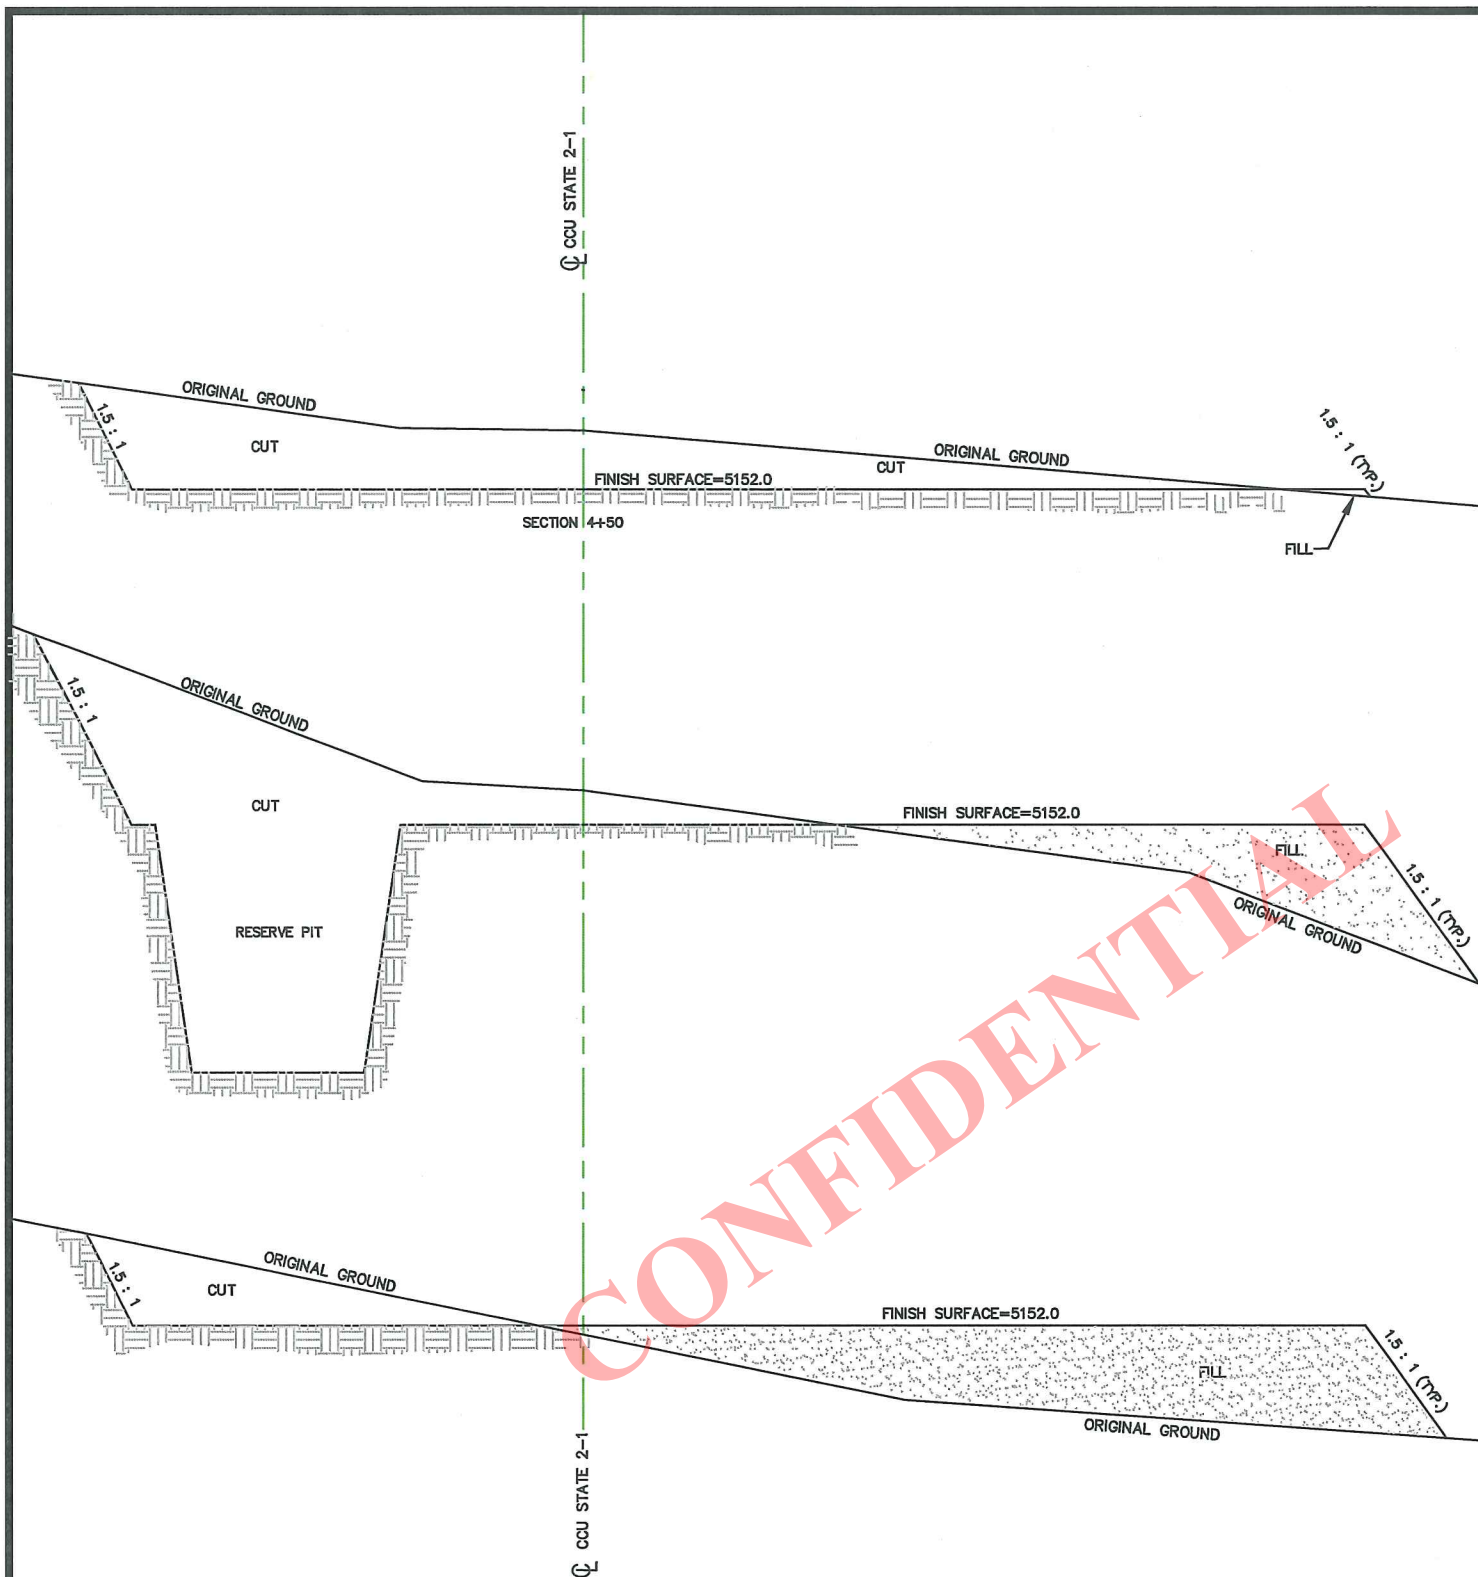 ℄ CCU STATE 2-1
ORIGINAL GROUND
1.5 : 1
CUT
ORIGINAL GROUND
CUT
1.5 : 1 (TYP.)
FINISH SURFACE=5152.0
SECTION 4+50
FILL
1.5 : 1
ORIGINAL GROUND
CUT
FINISH SURFACE=5152.0
FILL
1.5 : 1 (TYP.)
ORIGINAL GROUND
RESERVE PIT
CONFIDENTIAL
1.5 : 1
ORIGINAL GROUND
CUT
FINISH SURFACE=5152.0
FILL
1.5 : 1 (TYP.)
ORIGINAL GROUND
℄ CCU STATE 2-1